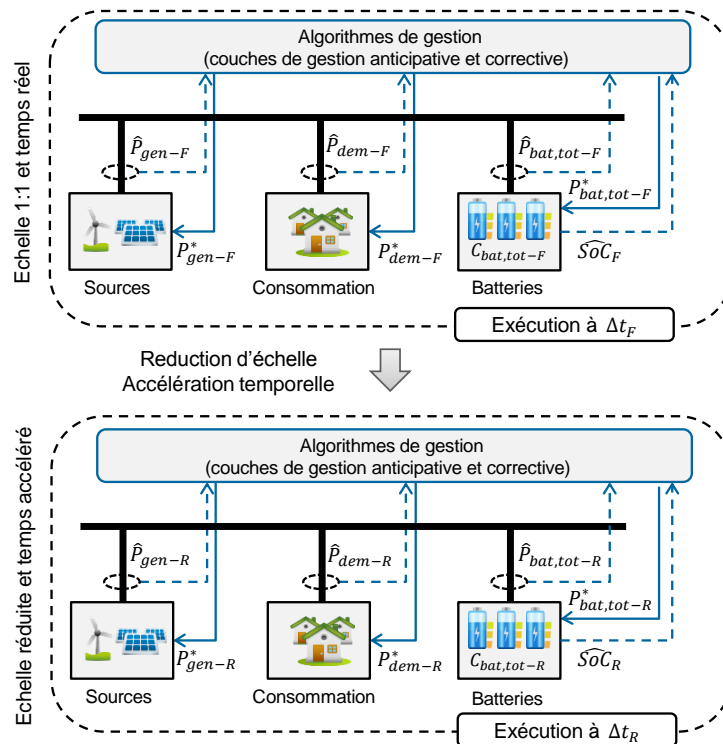 Echelle 1:1 et temps réel
Algorithmes de gestion
(couches de gestion anticipative et corrective)
P̂gen−F
P̂dem−F
P̂bat,tot−F
P*gen−F
P*dem−F
P*bat,tot−F
Cbat,tot−F
SoĈF
Sources
Consommation
Batteries
Exécution à ΔtF
Reduction d'échelle
Accélération temporelle
Echelle réduite et temps accéléré
Algorithmes de gestion
(couches de gestion anticipative et corrective)
P̂gen−R
P̂dem−R
P̂bat,tot−R
P*gen−R
P*dem−R
P*bat,tot−R
Cbat,tot−R
SoĈR
Sources
Consommation
Batteries
Exécution à ΔtR